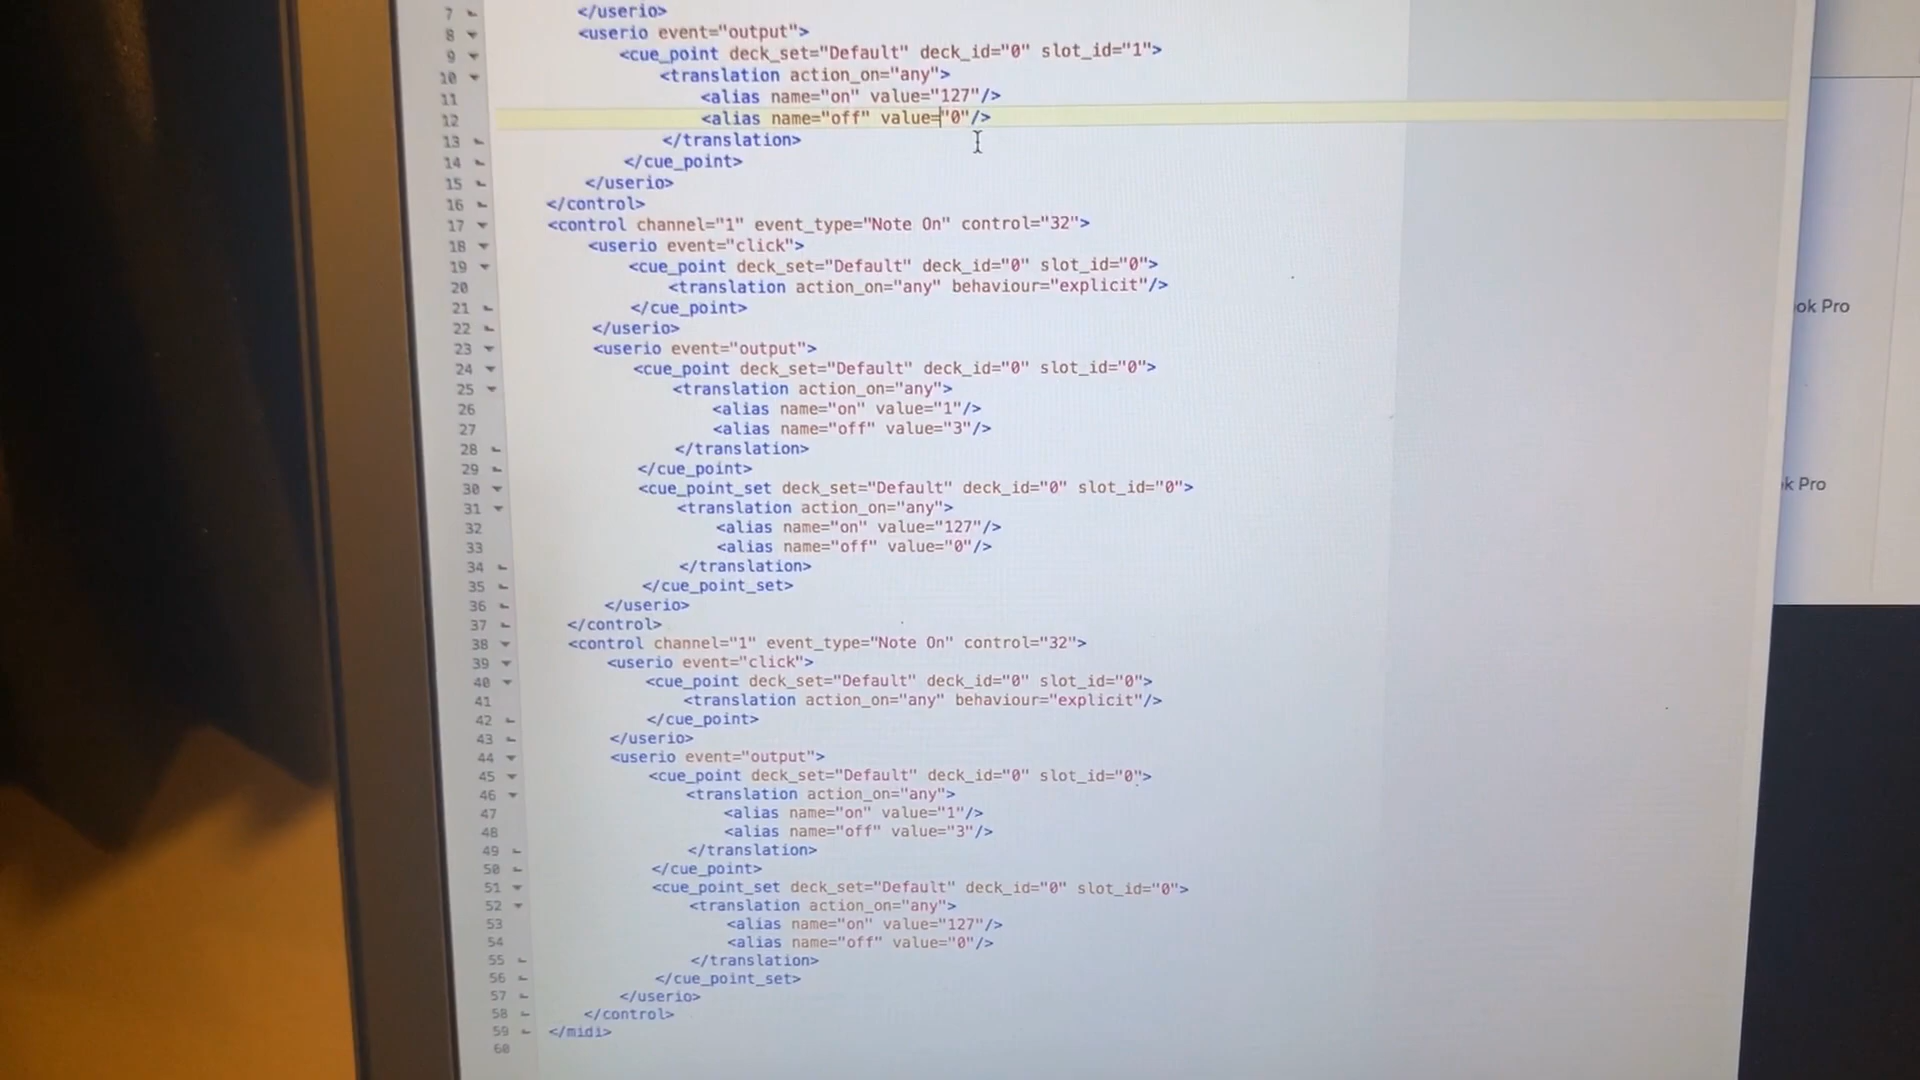 7 </userio>
8 <userio event="output">
9 <cue_point deck_set="Default" deck_id="0" slot_id="1">
10 <translation action_on="any">
11 <alias name="on" value="127"/>
12 <alias name="off" value="0"/>
13 </translation>
14 </cue_point>
15 </userio>
16 </control>
17 <control channel="1" event_type="Note On" control="32">
18 <userio event="click">
19 <cue_point deck_set="Default" deck_id="0" slot_id="0">
20 <translation action_on="any" behaviour="explicit"/>
21 </cue_point>
22 </userio>
23 <userio event="output">
24 <cue_point deck_set="Default" deck_id="0" slot_id="0">
25 <translation action_on="any">
26 <alias name="on" value="1"/>
27 <alias name="off" value="3"/>
28 </translation>
29 </cue_point>
30 <cue_point_set deck_set="Default" deck_id="0" slot_id="0">
31 <translation action_on="any">
32 <alias name="on" value="127"/>
33 <alias name="off" value="0"/>
34 </translation>
35 </cue_point_set>
36 </userio>
37 </control>
38 <control channel="1" event_type="Note On" control="32">
39 <userio event="click">
40 <cue_point deck_set="Default" deck_id="0" slot_id="0">
41 <translation action_on="any" behaviour="explicit"/>
42 </cue_point>
43 </userio>
44 <userio event="output">
45 <cue_point deck_set="Default" deck_id="0" slot_id="0">
46 <translation action_on="any">
47 <alias name="on" value="1"/>
48 <alias name="off" value="3"/>
49 </translation>
50 </cue_point>
51 <cue_point_set deck_set="Default" deck_id="0" slot_id="0">
52 <translation action_on="any">
53 <alias name="on" value="127"/>
54 <alias name="off" value="0"/>
55 </translation>
56 </cue_point_set>
57 </userio>
58 </control>
59 </midi>
60
ok Pro
k Pro